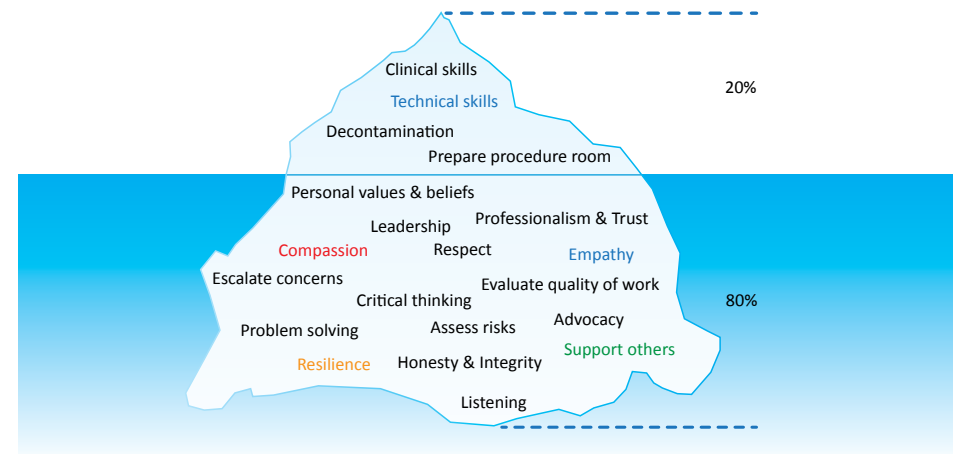 Clinical skills
20%
Technical skills
Decontamination
Prepare procedure room
Personal values & beliefs
Professionalism & Trust
Leadership
Compassion
Respect
Empathy
Escalate concerns
Evaluate quality of work
Critical thinking
80%
Advocacy
Problem solving
Assess risks
Support others
Resilience
Honesty & Integrity
Listening